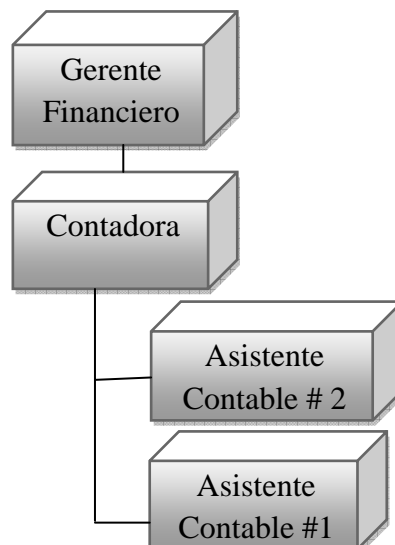 Gerente
Financiero
Contadora
Asistente
Contable # 2
Asistente
Contable #1